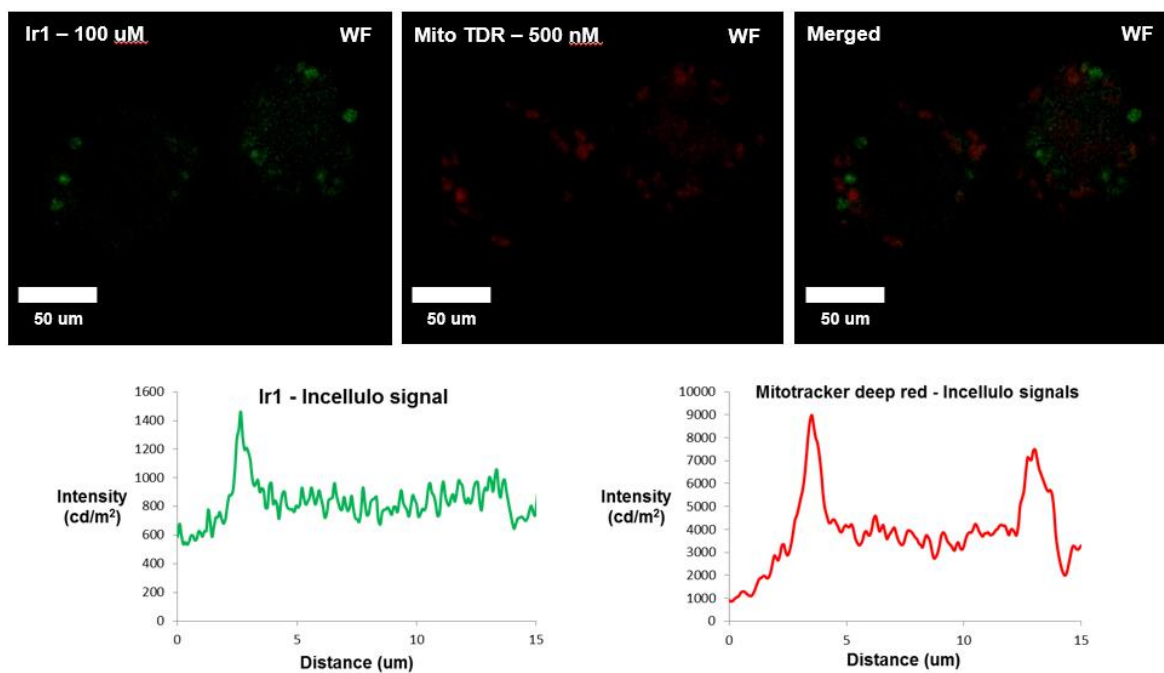 Ir1 – 100 uM
WF
Mito TDR – 500 nM
WF
Merged
WF
50 um
50 um
50 um
Ir1 - Incellulo signal
1600
1400
1200
1000
800
600
400
200
0
Intensity
(cd/m²)
0
5
10
15
Distance (um)
Mitotracker deep red - Incellulo signals
10000
9000
8000
7000
6000
5000
4000
3000
2000
1000
0
Intensity
(cd/m²)
0
5
10
15
Distance (um)